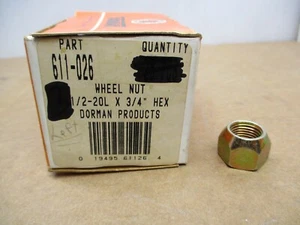 PART QUANTITY
611-026
WHEEL NUT
1/2-20L X 3/4" HEX
DORMAN PRODUCTS
0 19495 61126 4